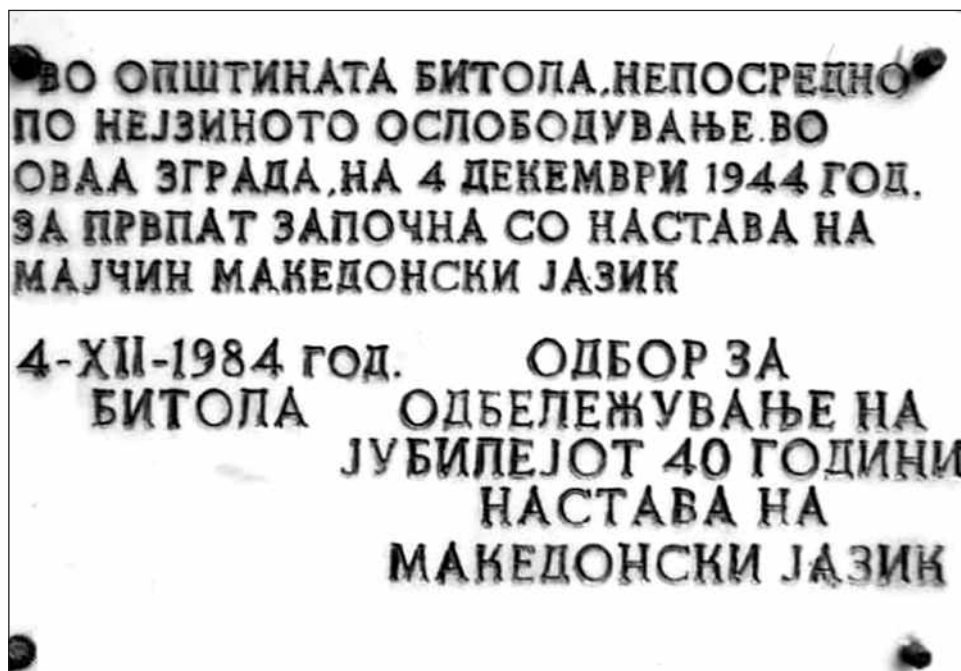 ВО ОПШТИНАТА БИТОЛА,НЕПОСРЕДНО
ПО НЕЈЗИНОТО ОСЛОБОДУВАЊЕ.ВО
ОВАА ЗГРАДА,НА 4 ДЕКЕМВРИ 1944 ГОД.
ЗА ПРВПАТ ЗАПОЧНА СО НАСТАВА НА
МАЈЧИН МАКЕДОНСКИ ЈАЗИК
4-XII-1984 ГОД. ОДБОР ЗА
БИТОЛА ОДБЕЛЕЖУВАЊЕ НА
ЈУБИЛЕЈОТ 40 ГОДИНИ
НАСТАВА НА
МАКЕДОНСКИ ЈАЗИК